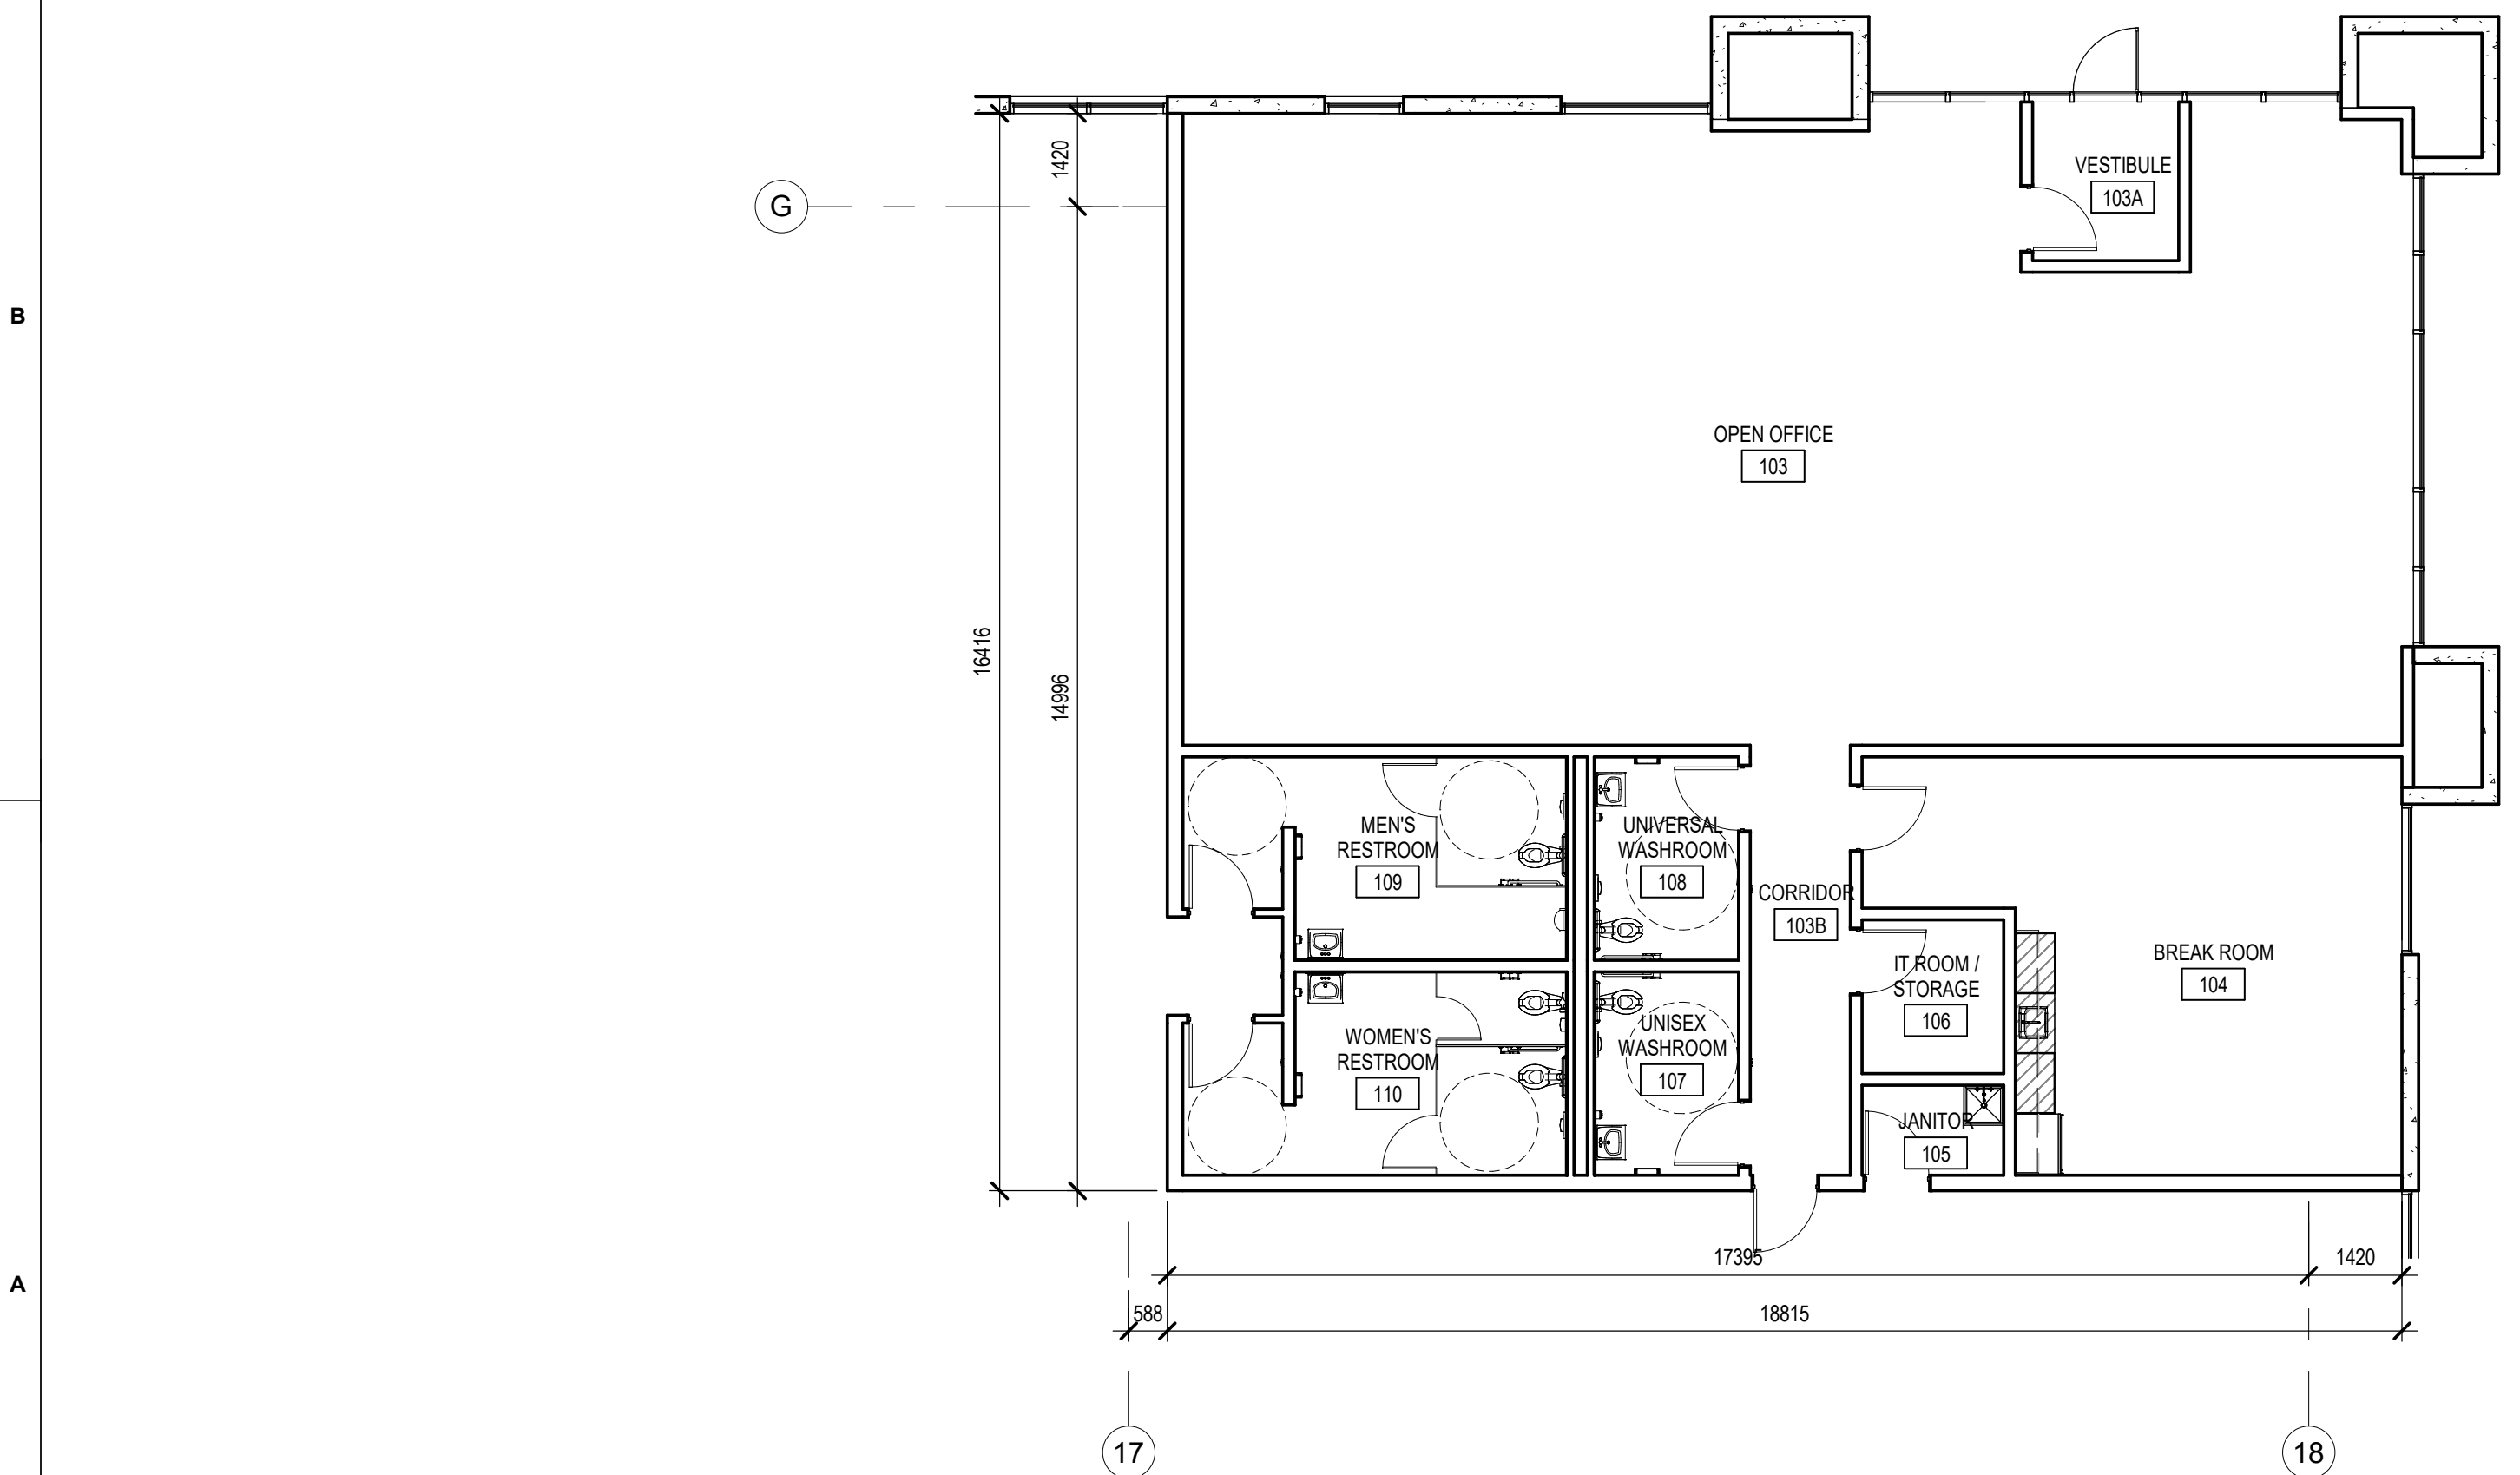 VESTIBULE
103A
1420
G
B
OPEN OFFICE
103
16416
14996
MEN'S
RESTROOM
109
UNIVERSAL
WASHROOM
108
CORRIDOR
103B
IT ROOM /
STORAGE
106
BREAK ROOM
104
WOMEN'S
RESTROOM
110
UNISEX
WASHROOM
107
JANITOR
105
A
17395
1420
588
18815
17
18